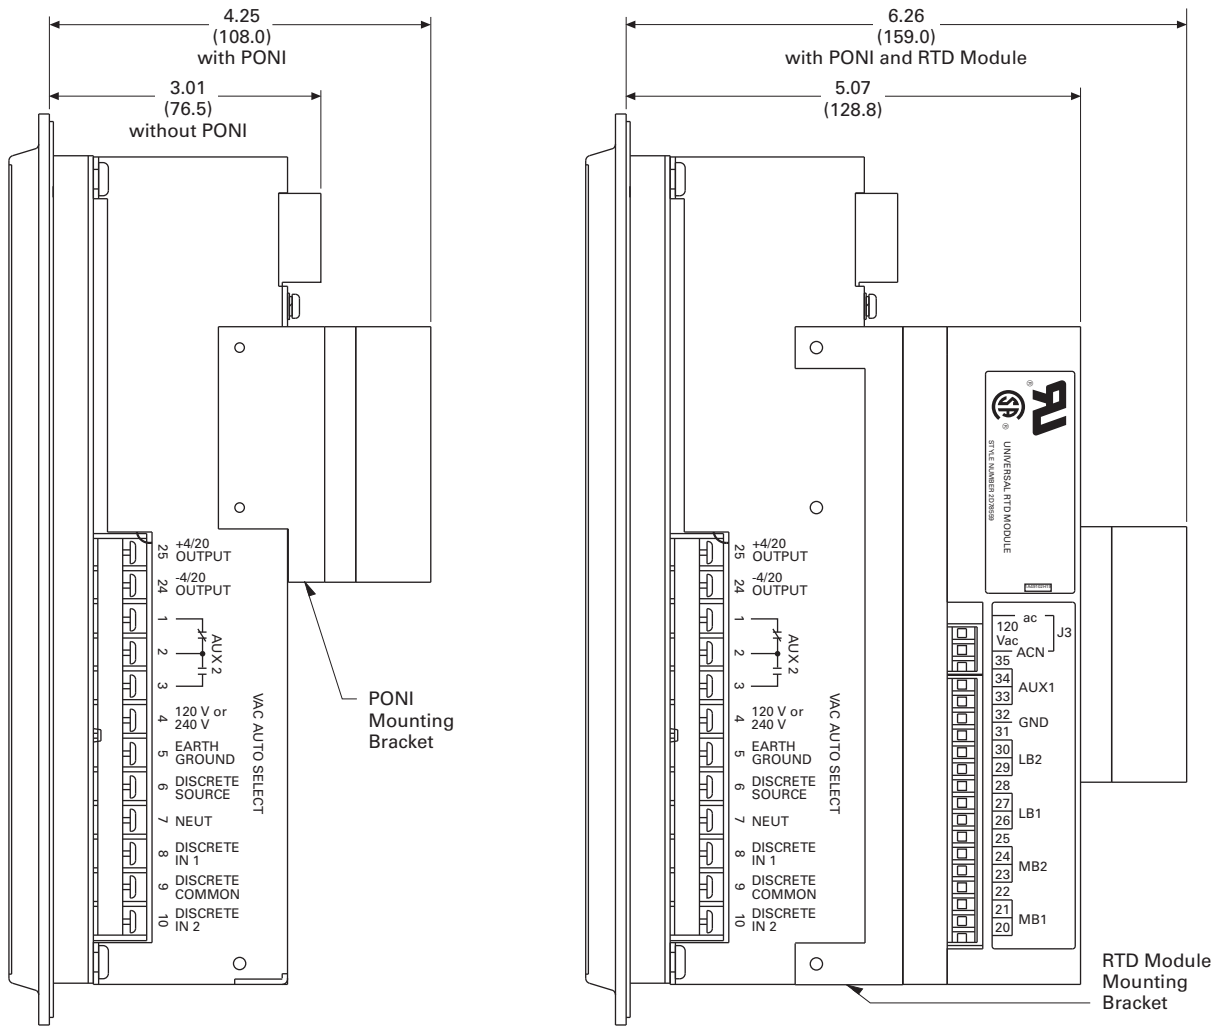 4.25
(108.0)
with PONI
3.01
(76.5)
without PONI
25 +4/20
OUTPUT
24 -4/20
OUTPUT
1
2
3
AUX 2
4 120 V or
240 V
5 EARTH
GROUND
6 DISCRETE
SOURCE
7 NEUT
8 DISCRETE
IN 1
9 DISCRETE
COMMON
10 DISCRETE
IN 2
VAC AUTO SELECT
PONI
Mounting
Bracket
6.26
(159.0)
with PONI and RTD Module
5.07
(128.8)
25 +4/20
OUTPUT
24 -4/20
OUTPUT
1
2
3
AUX 2
4 120 V or
240 V
5 EARTH
GROUND
6 DISCRETE
SOURCE
7 NEUT
8 DISCRETE
IN 1
9 DISCRETE
COMMON
10 DISCRETE
IN 2
VAC AUTO SELECT
SA ®
®
UNIVERSAL RTD MODULE
STYLE NUMBER 2D78559
ac
120
Vac
J3
ACN
35
34
33
AUX1
32
31
GND
30
29
LB2
28
27
26
LB1
25
24
23
MB2
22
21
20
MB1
RTD Module
Mounting
Bracket